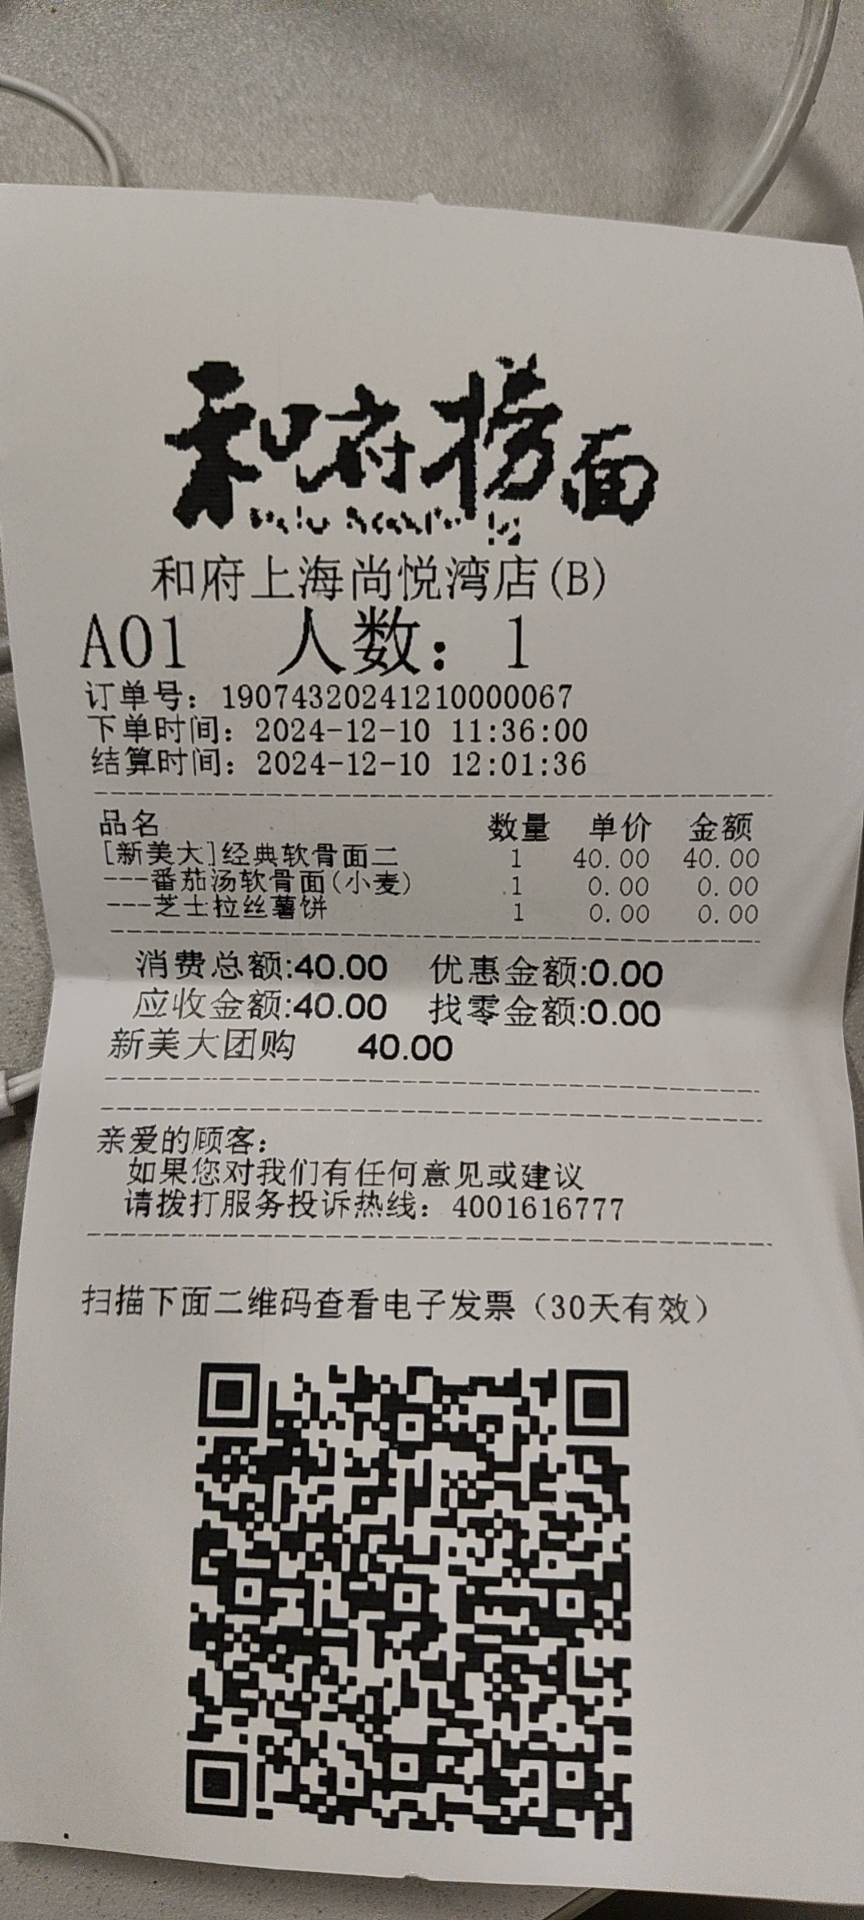 和府捞面
和府上海尚悦湾店(B)
A01 人数：1
订单号：19074320241210000067
下单时间：2024-12-10 11:36:00
结算时间：2024-12-10 12:01:36
品名 数量 单价 金额
[新美大]经典软骨面二 1 40.00 40.00
---番茄汤软骨面(小麦) 1 0.00 0.00
---芝士拉丝薯饼 1 0.00 0.00
消费总额:40.00 优惠金额:0.00
应收金额:40.00 找零金额:0.00
新美大团购 40.00
亲爱的顾客：
如果您对我们有任何意见或建议
请拨打服务投诉热线：4001616777
扫描下面二维码查看电子发票（30天有效）